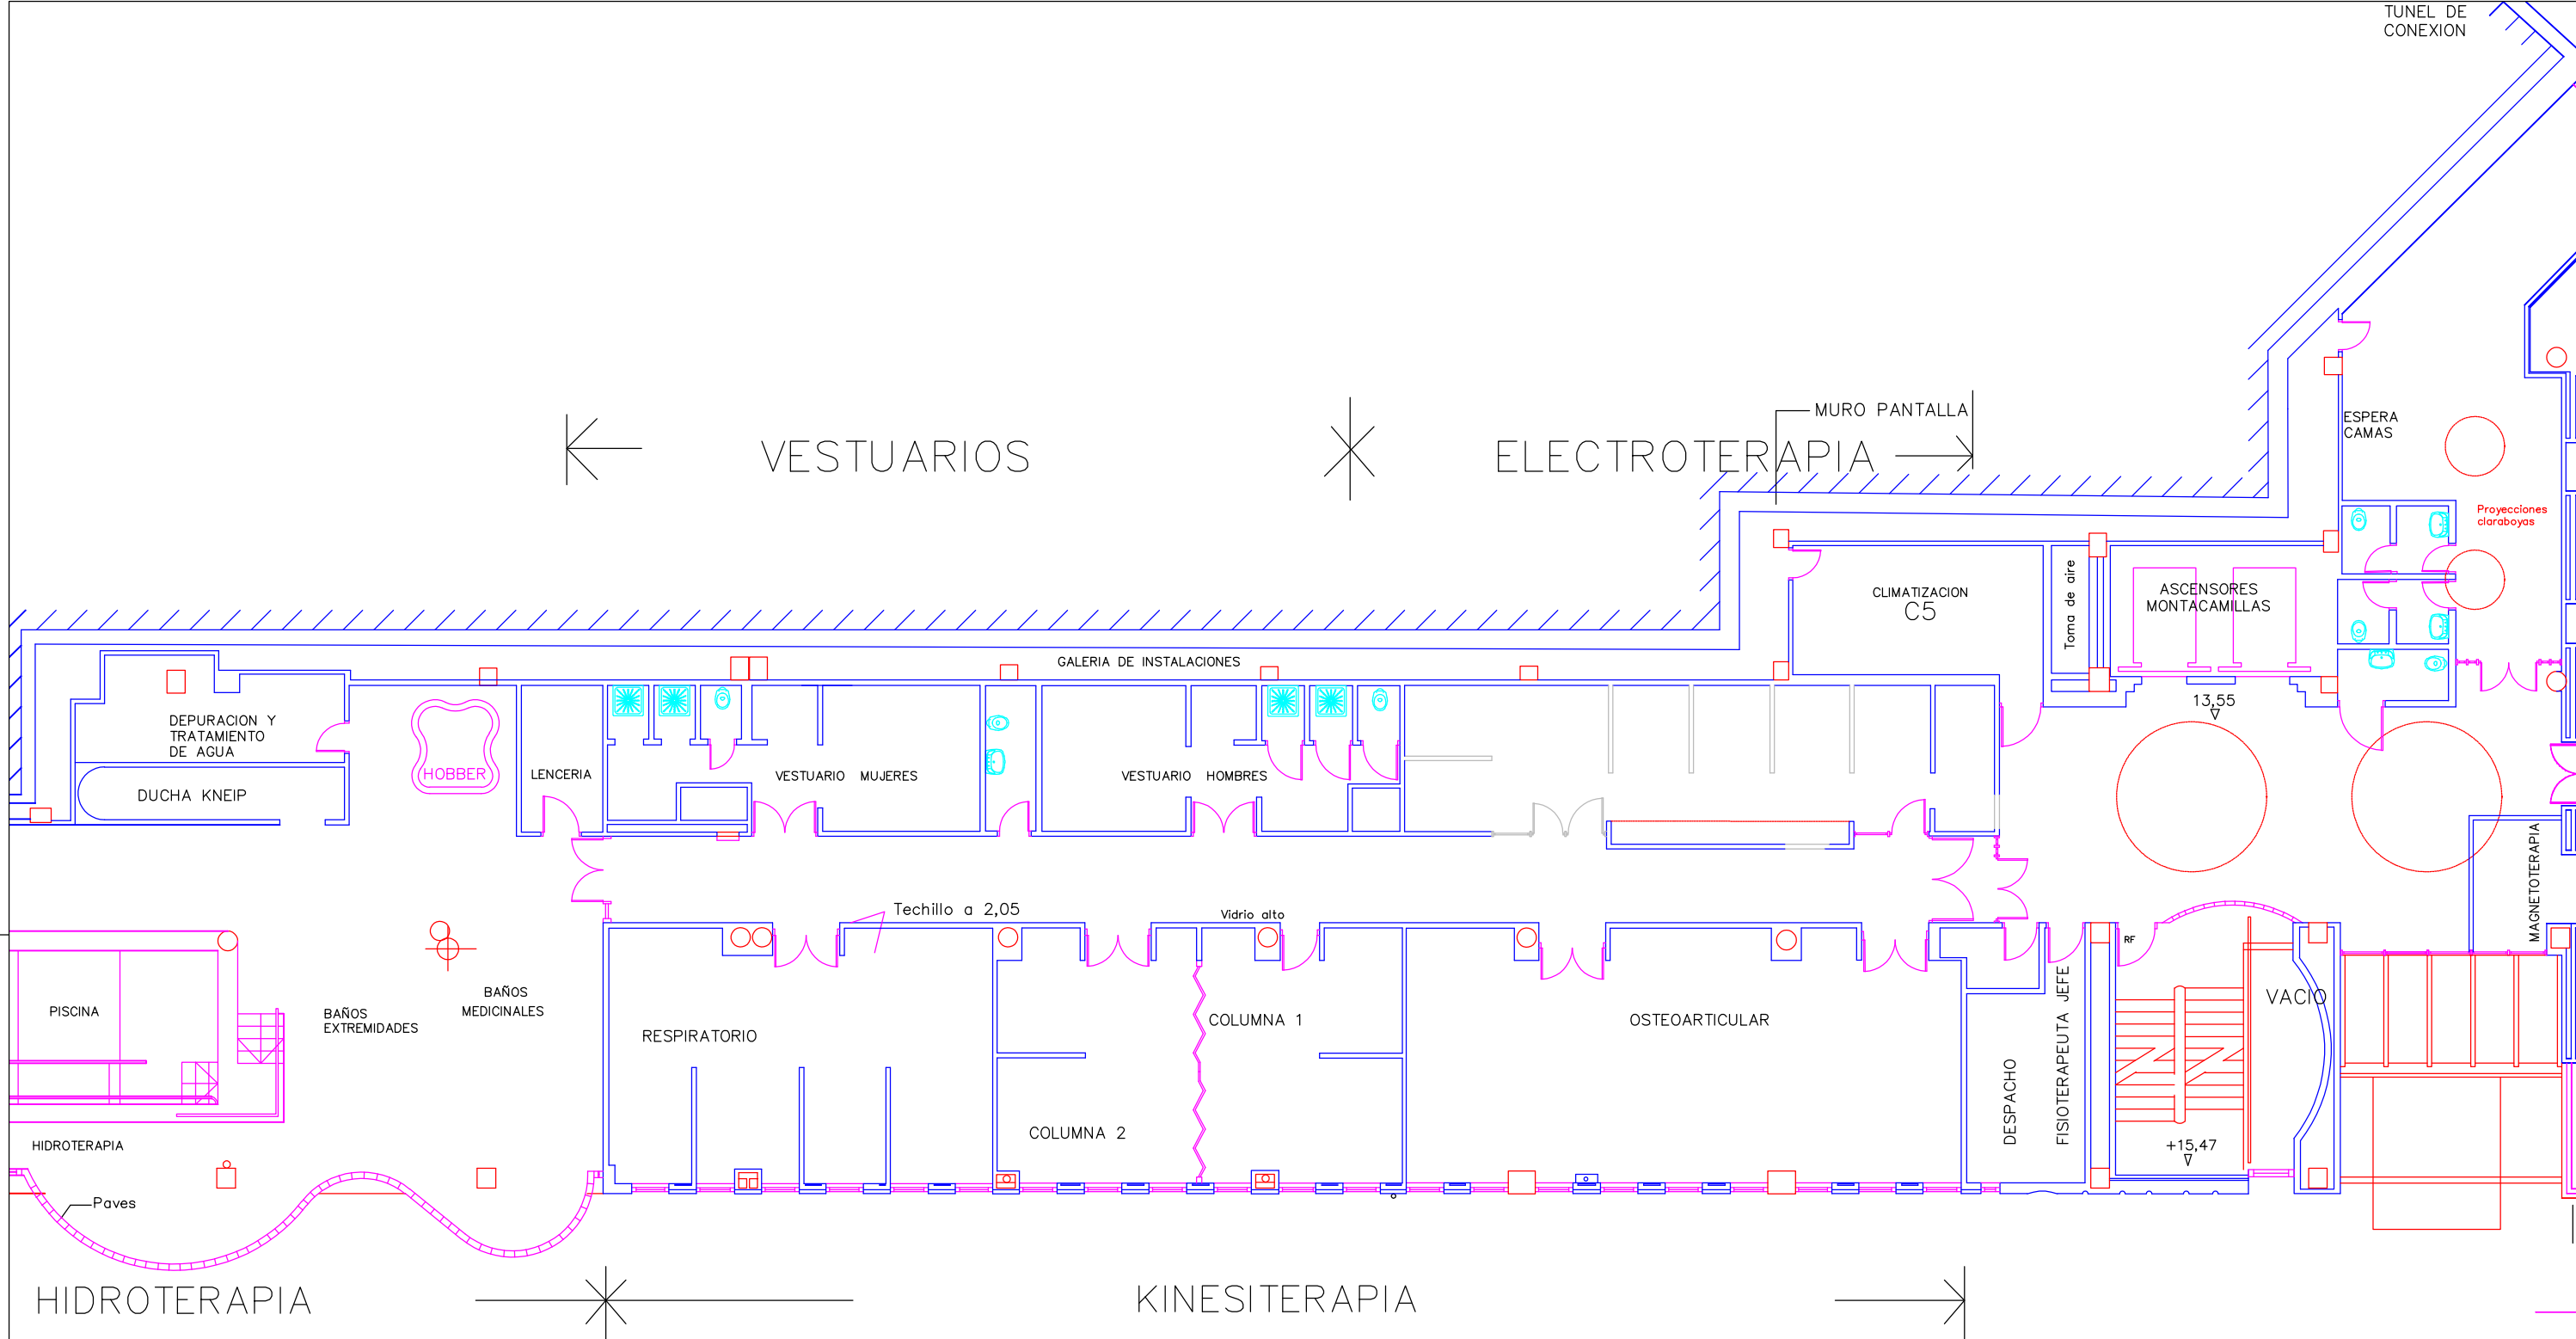 TUNEL DE
CONEXION
MURO PANTALLA
VESTUARIOS
ELECTROTERAPIA
ESPERA
CAMAS
Proyecciones
claraboyas
CLIMATIZACION
C5
Toma de aire
ASCENSORES
MONTACAMILLAS
GALERIA DE INSTALACIONES
13,55
DEPURACION Y
TRATAMIENTO
DE AGUA
HOBBER
LENCERIA
VESTUARIO MUJERES
VESTUARIO HOMBRES
DUCHA KNEIP
MAGNETOTERAPIA
Techillo a 2,05
Vidrio alto
RF
PISCINA
BAÑOS
EXTREMIDADES
BAÑOS
MEDICINALES
RESPIRATORIO
COLUMNA 1
OSTEOARTICULAR
VACIO
COLUMNA 2
DESPACHO
FISIOTERAPEUTA JEFE
HIDROTERAPIA
+15,47
Paves
HIDROTERAPIA
KINESITERAPIA